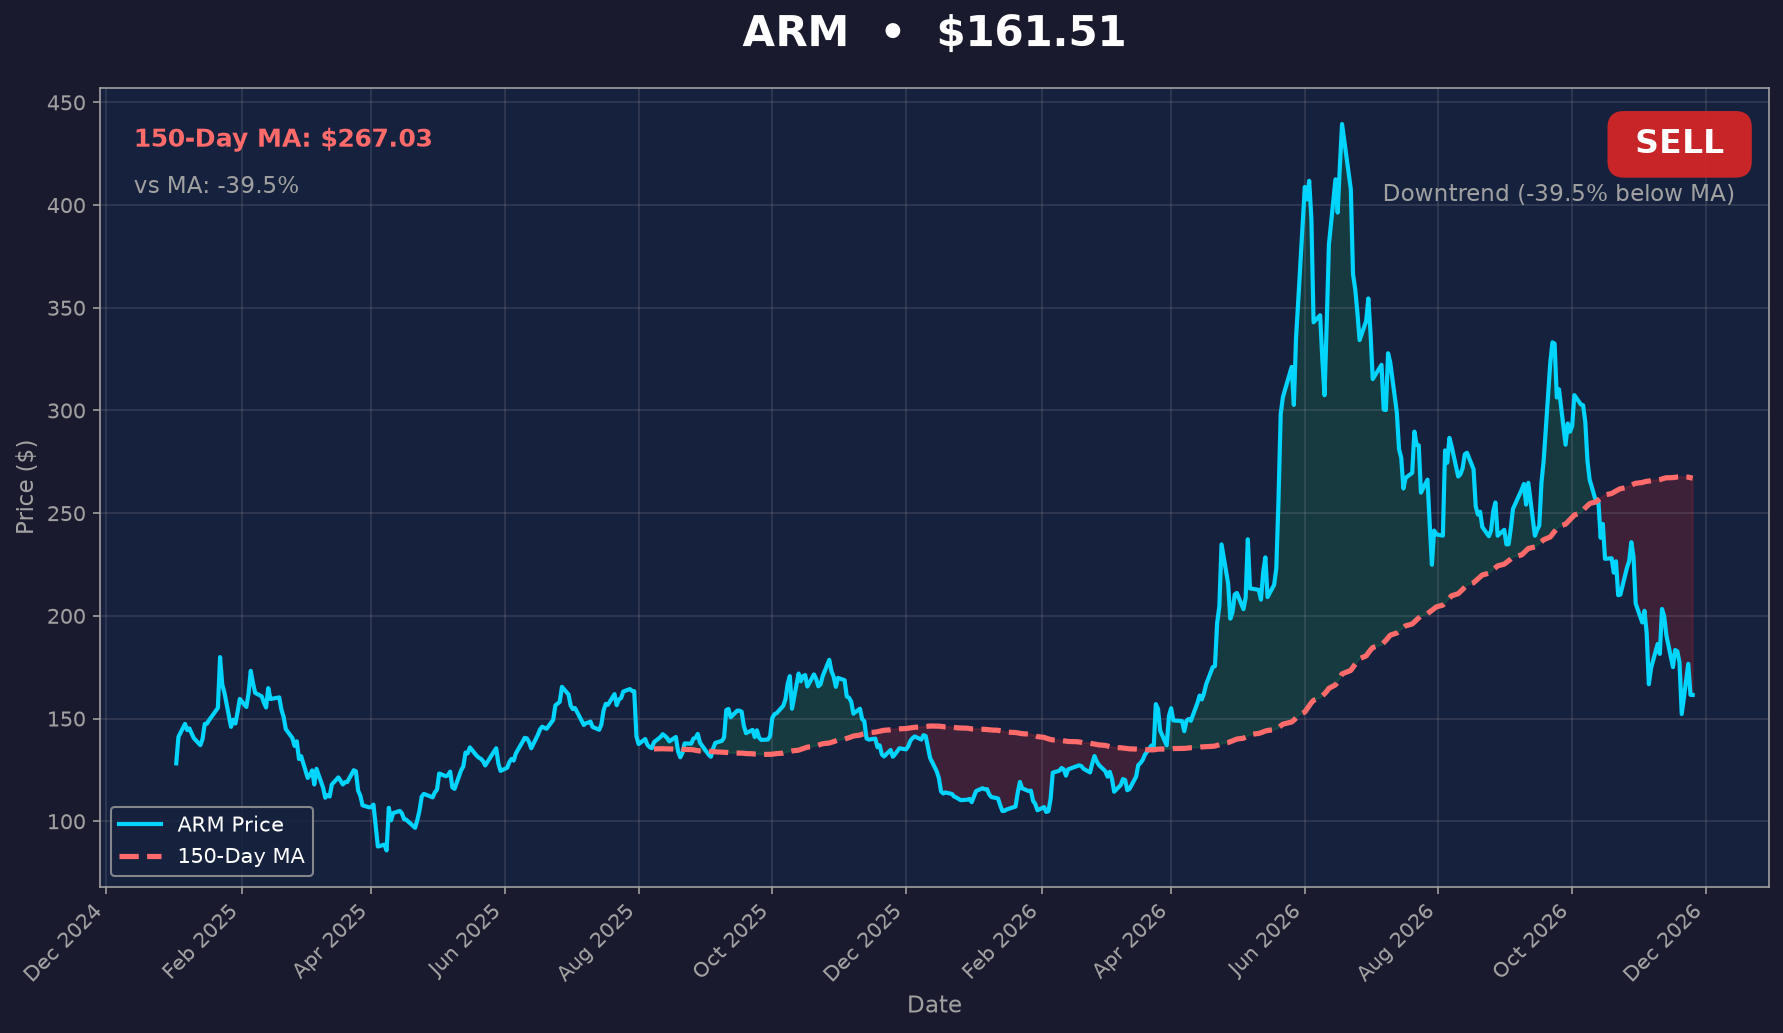 ARM • $161.51
150-Day MA: $267.03
vs MA: -39.5%
SELL
Downtrend (-39.5% below MA)
Price ($)
450
400
350
300
250
200
150
100
ARM Price
150-Day MA
Dec 2024
Feb 2025
Apr 2025
Jun 2025
Aug 2025
Oct 2025
Dec 2025
Feb 2026
Apr 2026
Jun 2026
Aug 2026
Oct 2026
Dec 2026
Date